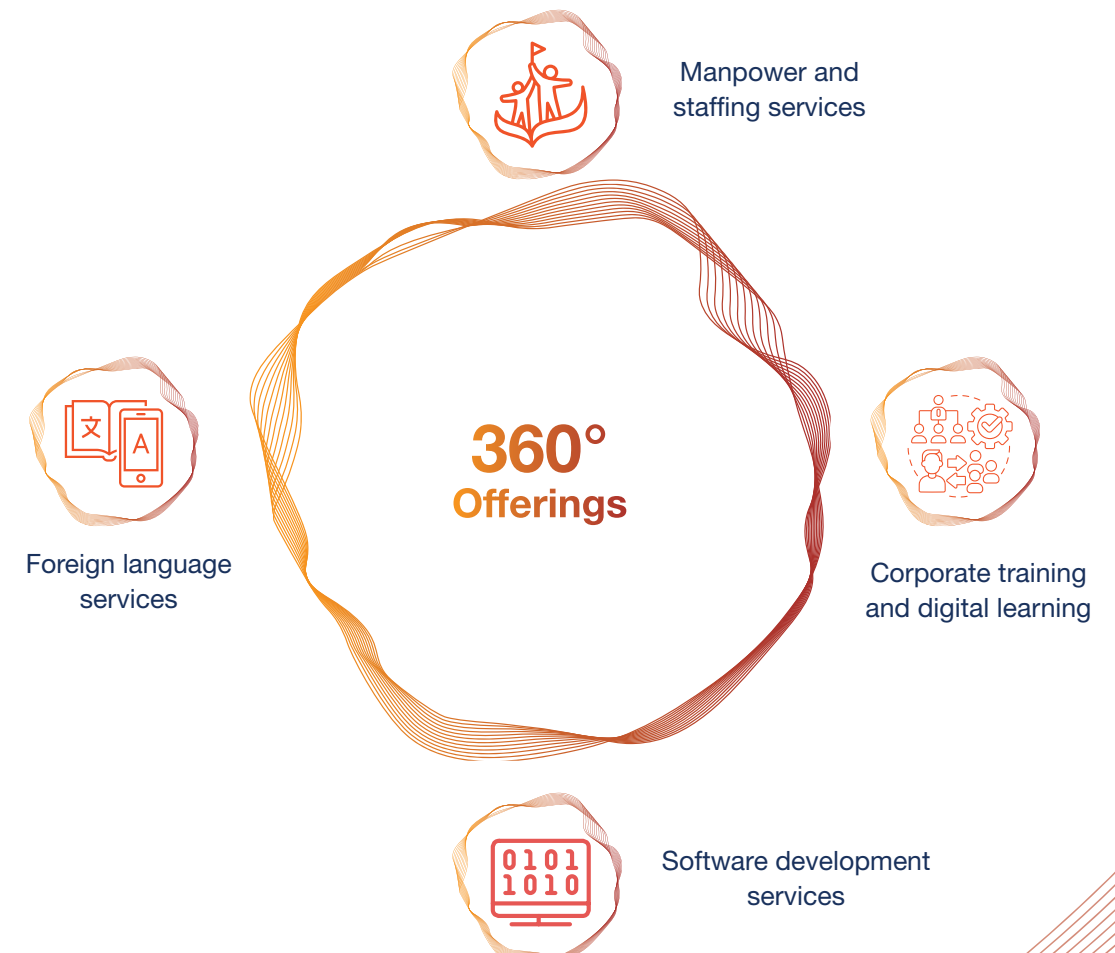 Manpower and
staffing services
文
A
360°
Offerings
Foreign language
services
Corporate training
and digital learning
0101
1010
Software development
services